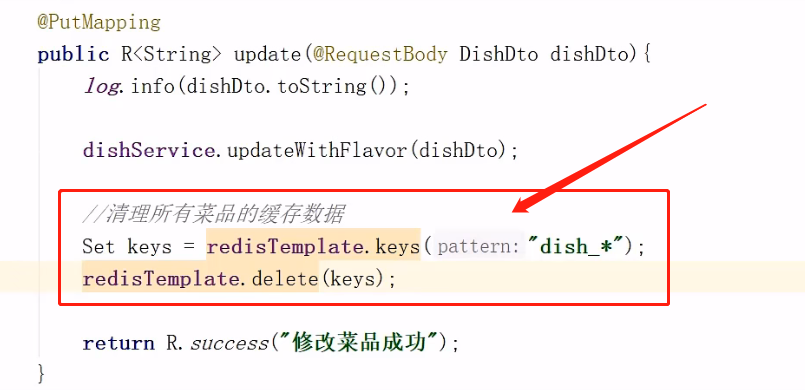 @PutMapping
public R<String> update(@RequestBody DishDto dishDto){
log.info(dishDto.toString());
dishService.updateWithFlavor(dishDto);
//清理所有菜品的缓存数据
Set keys = redisTemplate.keys( pattern: "dish_*");
redisTemplate.delete(keys);
return R.success("修改菜品成功");
}